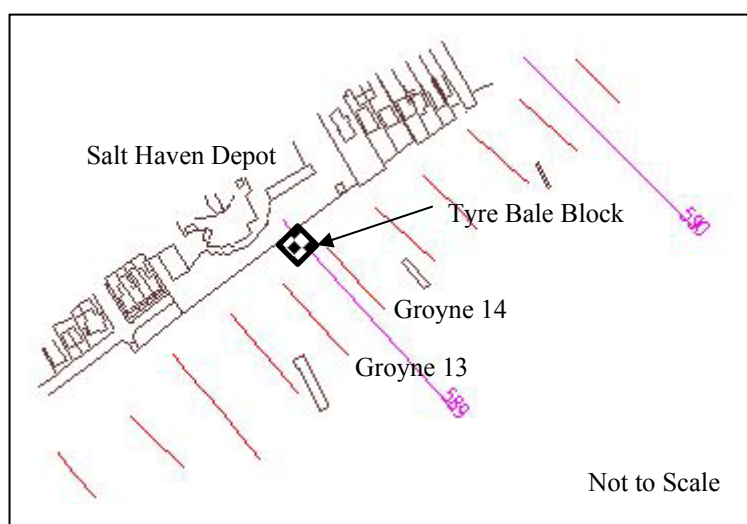 Salt Haven Depot
Tyre Bale Block
590
Groyne 14
Groyne 13
589
Not to Scale